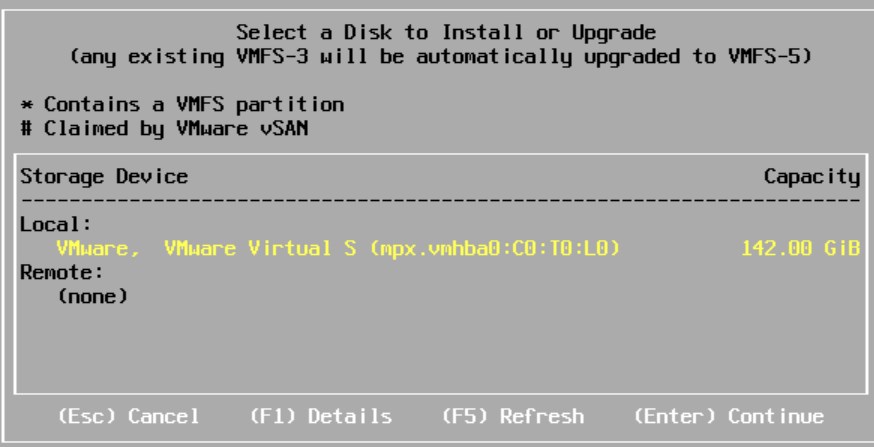 Select a Disk to Install or Upgrade
(any existing VMFS-3 will be automatically upgraded to VMFS-5)
* Contains a VMFS partition
# Claimed by VMware vSAN
Storage Device Capacity
--------------------------------------------------------------------
Local:
VMware, VMware Virtual S (mpx.vmhba0:C0:T0:L0) 142.00 GiB
Remote:
(none)
(Esc) Cancel (F1) Details (F5) Refresh (Enter) Continue